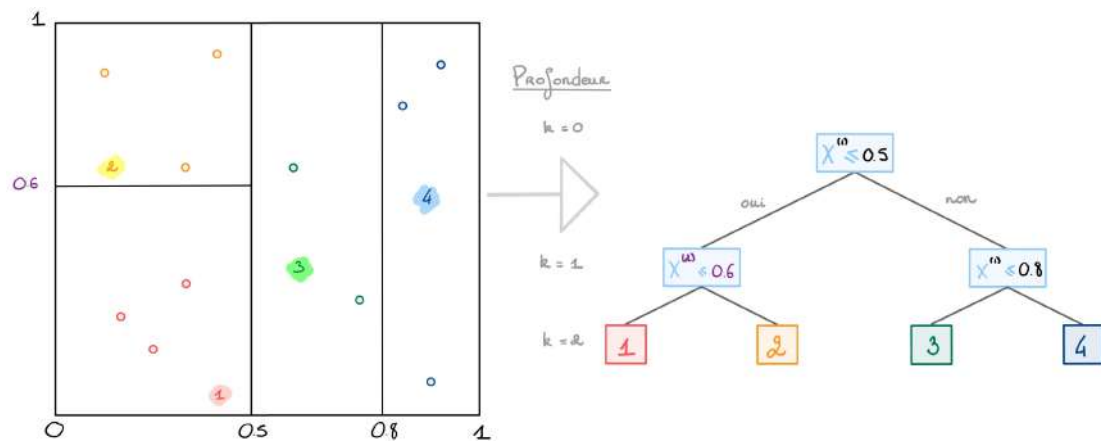 1
Profondeur
k = 0
X⁽¹⁾ ≤ 0.5
2
0.6
4
oui
non
3
k = 1
X⁽²⁾ ≤ 0.6
X⁽¹⁾ ≤ 0.8
k = 2
1
2
3
4
1
0
0.5
0.8
1